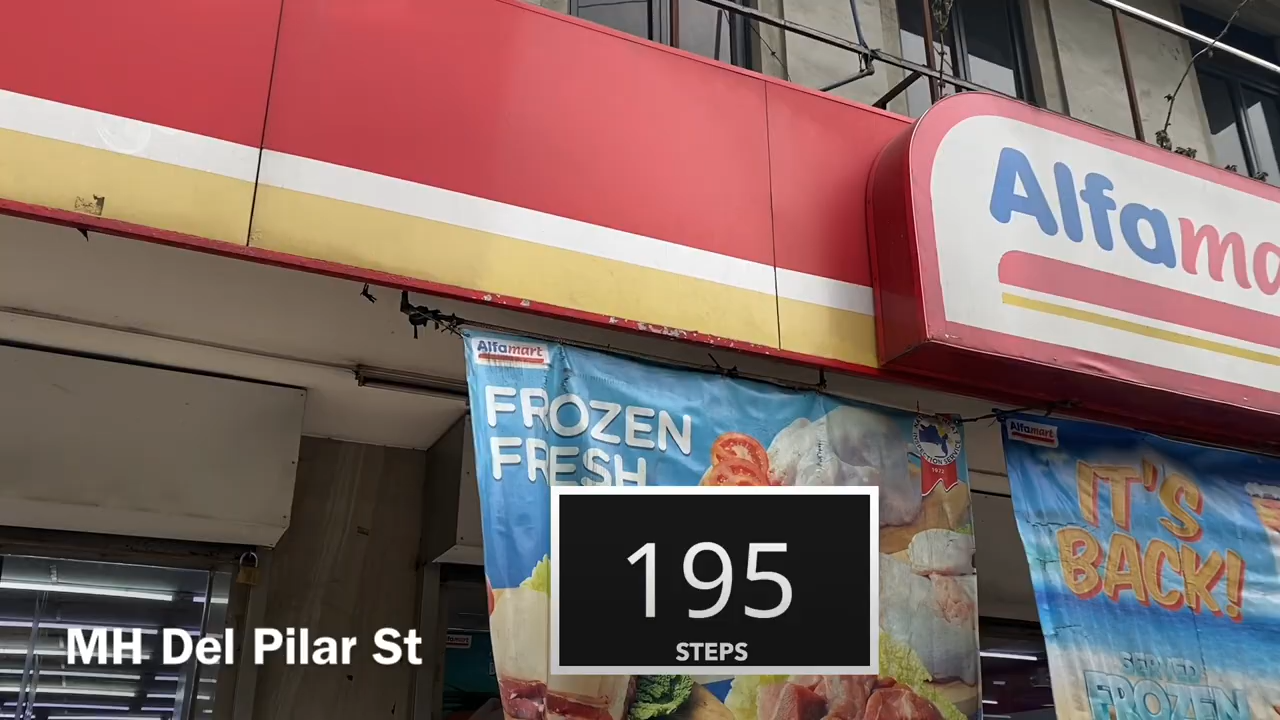 Alfama
Alfamart
FROZEN
FRESH
Alfamart
IT'S
BACK!
SERVED
FROZEN
195
STEPS
MH Del Pilar St